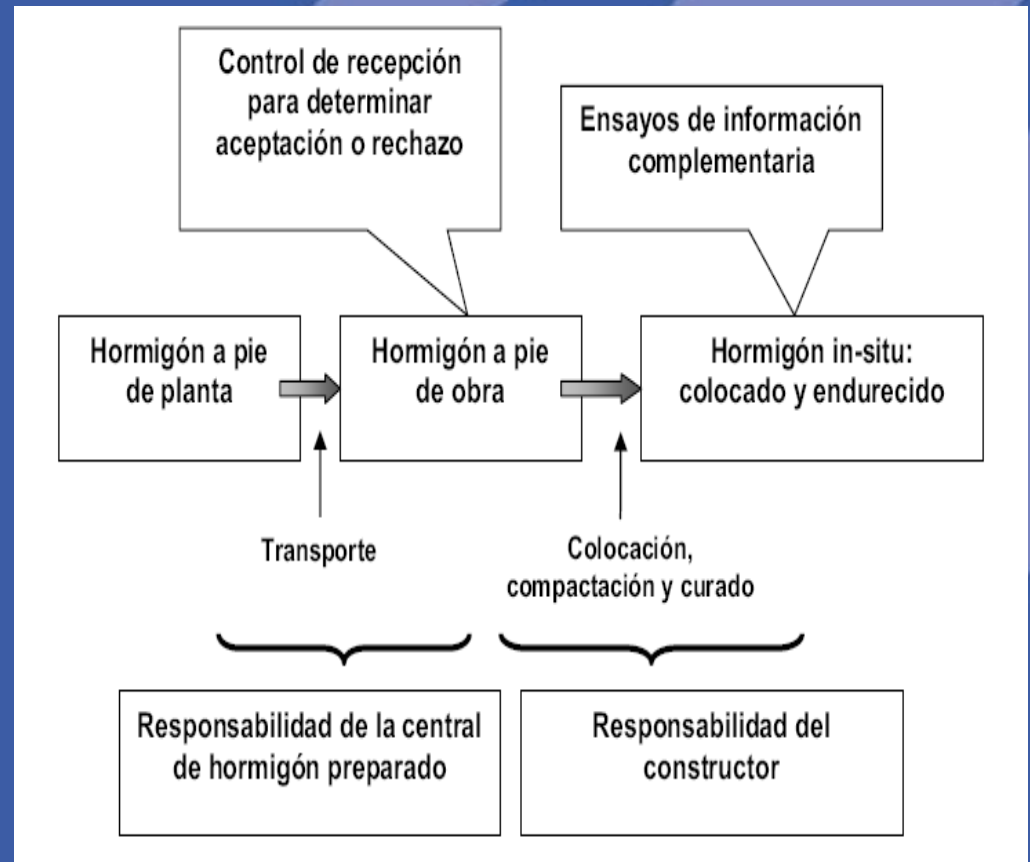 Control de recepción
para determinar
aceptación o rechazo
Ensayos de información
complementaria
Hormigón a pie
de planta
Hormigón a pie
de obra
Hormigón in-situ:
colocado y endurecido
Transporte
Colocación,
compactación y curado
Responsabilidad de la central
de hormigón preparado
Responsabilidad del
constructor